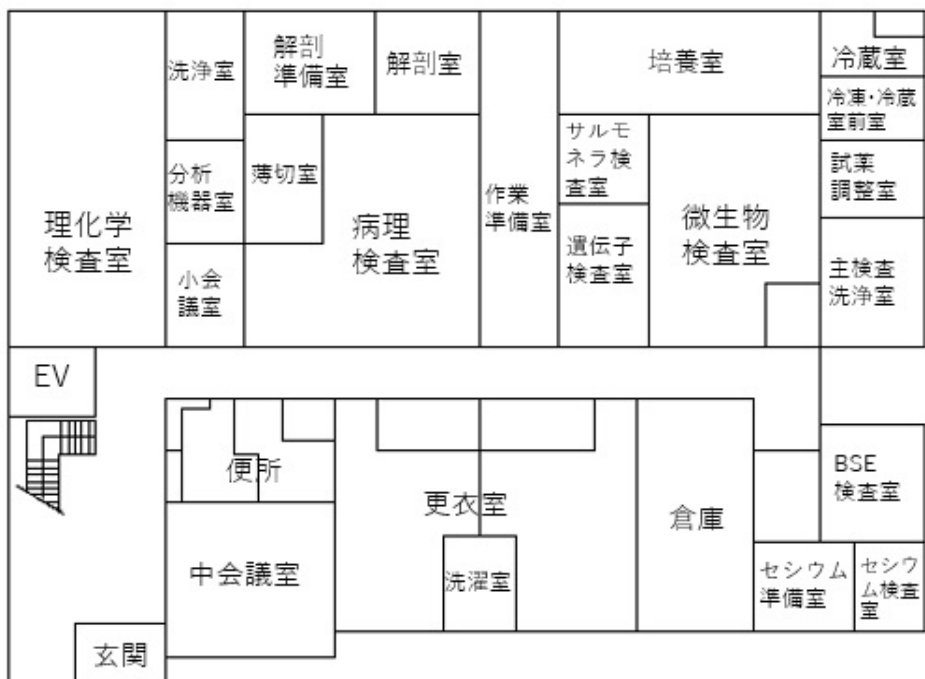 洗浄室
解剖
準備室
解剖室
培養室
冷蔵室
冷凍・冷蔵
室前室
サルモ
ネラ検
査室
試薬
調整室
分析
機器室
薄切室
作業
準備室
理化学
検査室
病理
検査室
微生物
検査室
遺伝子
検査室
主検査
洗浄室
小会
議室
EV
便所
更衣室
倉庫
BSE
検査室
中会議室
洗濯室
セシウム
準備室
セシウ
ム検査
室
玄関